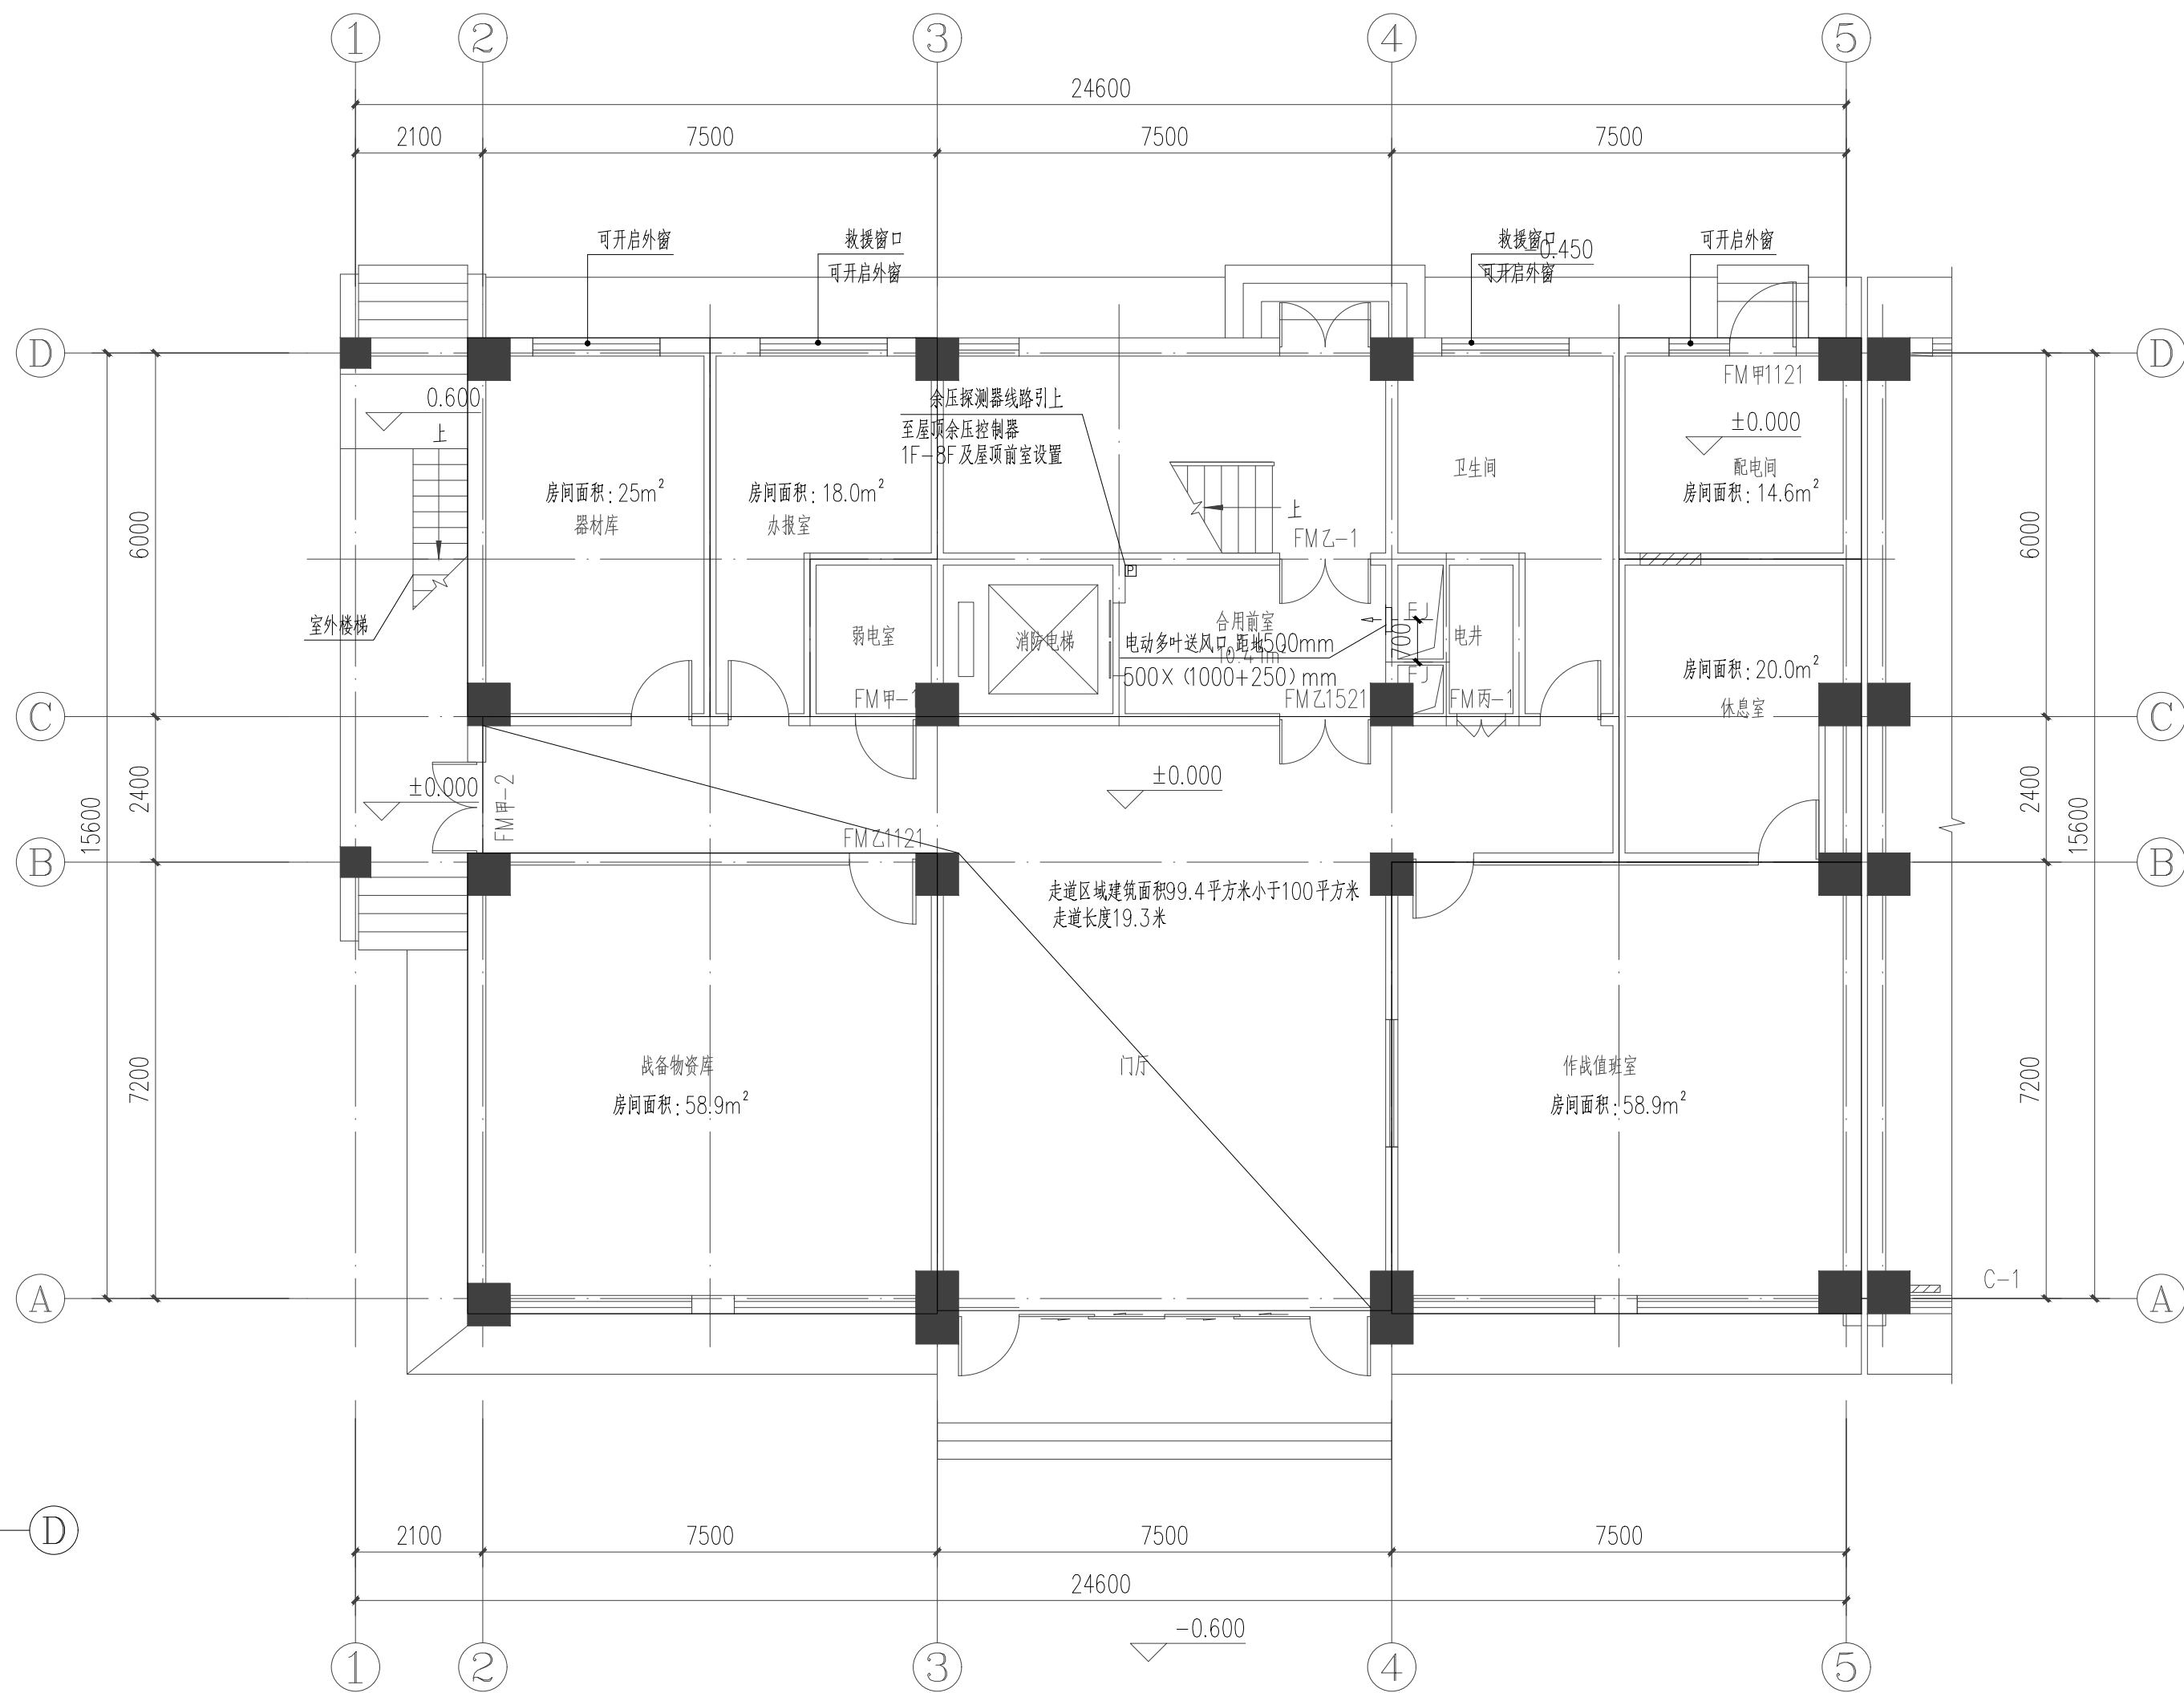 1 2 3 4 5
24600
2100 7500 7500 7500
可开启外窗
救援窗口
可开启外窗
救援窗口
可开启外窗
-0.450
可开启外窗
D D
0.600
上
余压探测器线路引上
至屋顶余压控制器
1F-8F及屋顶前室设置
FM甲1121
±0.000
卫生间
配电间
房间面积:14.6m²
房间面积:25m²
器材库
房间面积:18.0m²
办报室
上
FM乙-1
6000
6000
P
室外楼梯
弱电室
消防电梯
合用前室
电动多叶送风口,距地500mm
500×(1000+250)mm
FJ
700
FJ
电井
房间面积:20.0m²
休息室
FM甲-1
FM乙1521
FM丙-1
C C
±0.000
FM甲-2
±0.000
2400
15600
2400
15600
FM乙1121
B B
走道区域建筑面积99.4平方米小于100平方米
走道长度19.3米
战备物资库
房间面积:58.9m²
门厅
作战值班室
房间面积:58.9m²
7200
7200
C-1
A A
D
2100 7500 7500 7500
24600
-0.600
1 2 3 4 5